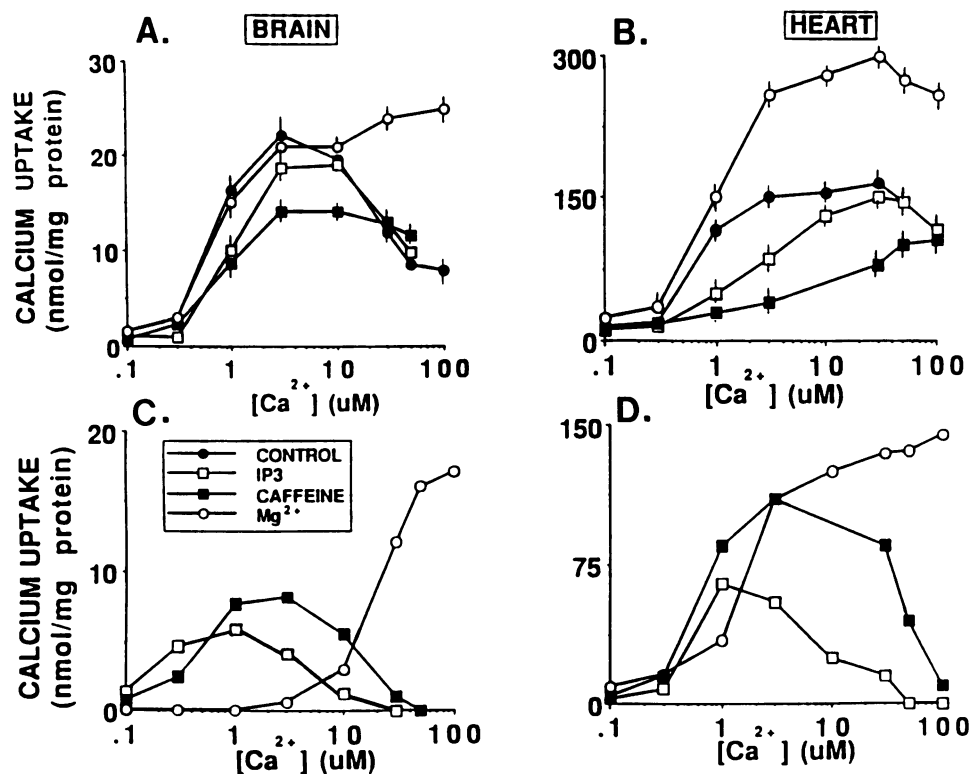 A. BRAIN
B. HEART
CALCIUM UPTAKE
(nmol/mg protein)
30
20
10
0
.1 1 10 100
[Ca2+] (uM)
300
150
0
.1 1 10 100
[Ca2+] (uM)
C.
CALCIUM UPTAKE
(nmol/mg protein)
20
10
0
CONTROL
IP3
CAFFEINE
Mg2+
.1 1 10 100
[Ca2+] (uM)
D.
150
75
0
.1 1 10 100
[Ca2+] (uM)